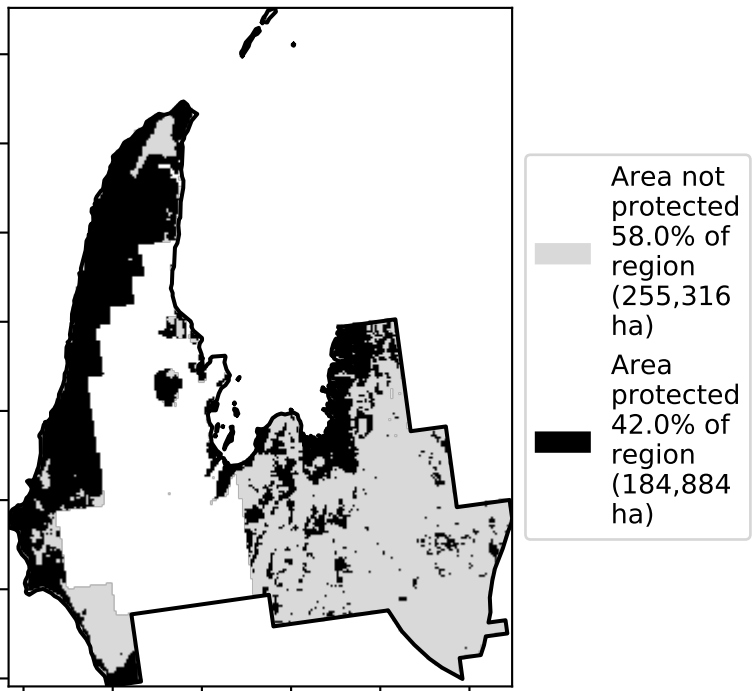 Area not
protected
58.0% of
region
(255,316
ha)
Area
protected
42.0% of
region
(184,884
ha)